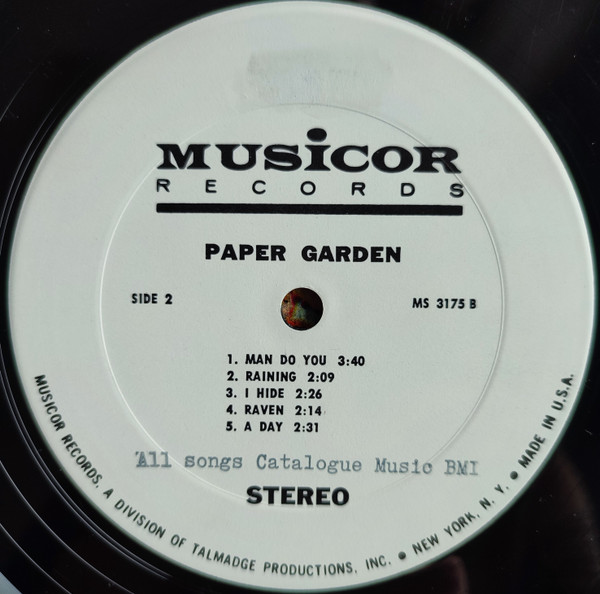 MUSiCOR
RECORDS
PAPER GARDEN
SIDE 2
MS 3175 B
1. MAN DO YOU 3:40
2. RAINING 2:09
3. I HIDE 2:26
4. RAVEN 2:14
5. A DAY 2:31
All songs Catalogue Music BMI
STEREO
MUSICOR RECORDS, A DIVISION OF TALMADGE PRODUCTIONS, INC. ● NEW YORK, N. Y. ● MADE IN U.S.A.